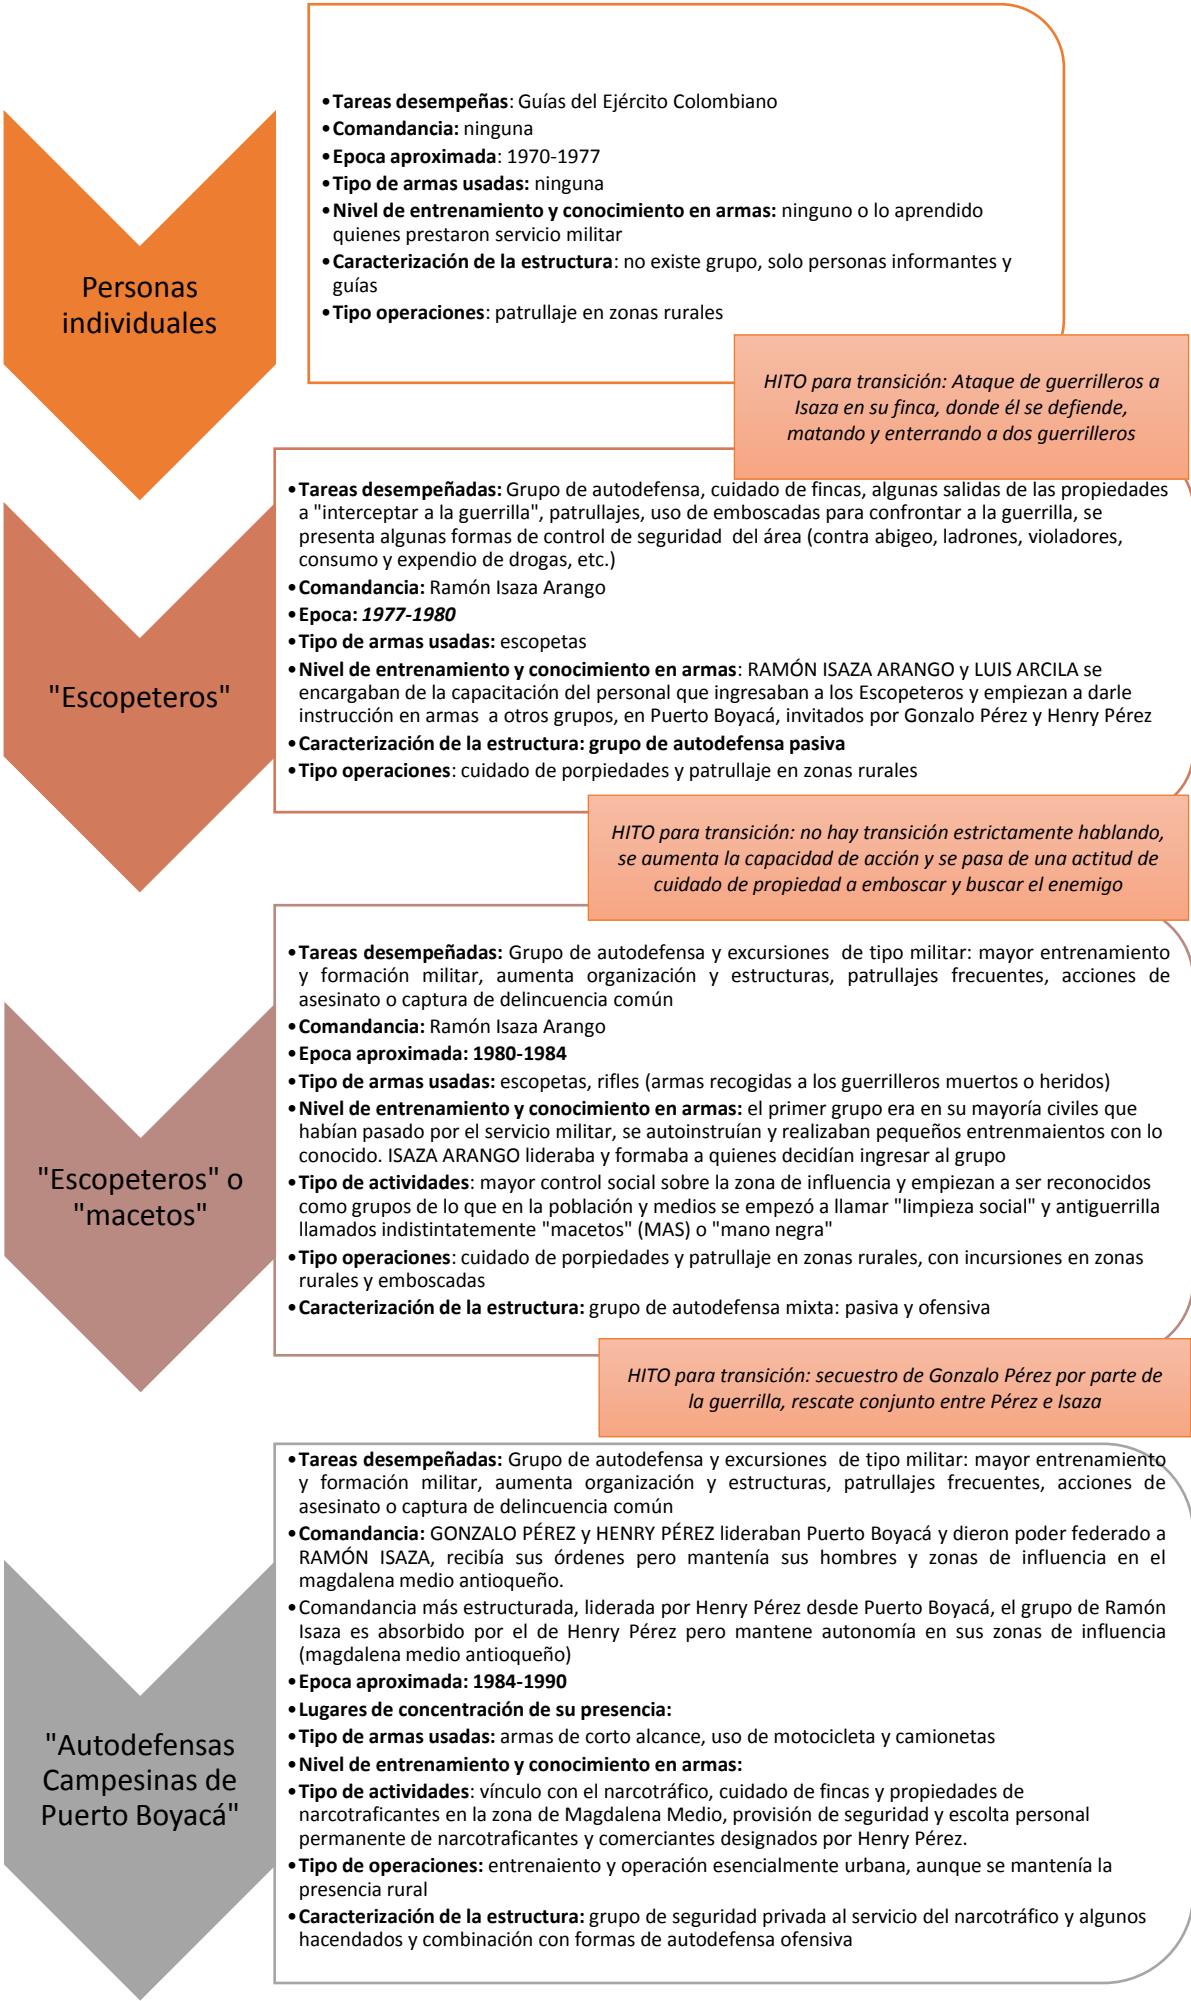 Personas
individuales
•Tareas desempeñas: Guías del Ejército Colombiano
•Comandancia: ninguna
•Epoca aproximada: 1970-1977
•Tipo de armas usadas: ninguna
•Nivel de entrenamiento y conocimiento en armas: ninguno o lo aprendido
quienes prestaron servicio militar
•Caracterización de la estructura: no existe grupo, solo personas informantes y
guías
•Tipo operaciones: patrullaje en zonas rurales
HITO para transición: Ataque de guerrilleros a
Isaza en su finca, donde él se defiende,
matando y enterrando a dos guerrilleros
"Escopeteros"
•Tareas desempeñadas: Grupo de autodefensa, cuidado de fincas, algunas salidas de las propiedades
a "interceptar a la guerrilla", patrullajes, uso de emboscadas para confrontar a la guerrilla, se
presenta algunas formas de control de seguridad del área (contra abigeo, ladrones, violadores,
consumo y expendio de drogas, etc.)
•Comandancia: Ramón Isaza Arango
•Epoca: 1977-1980
•Tipo de armas usadas: escopetas
•Nivel de entrenamiento y conocimiento en armas: RAMÓN ISAZA ARANGO y LUIS ARCILA se
encargaban de la capacitación del personal que ingresaban a los Escopeteros y empiezan a darle
instrucción en armas a otros grupos, en Puerto Boyacá, invitados por Gonzalo Pérez y Henry Pérez
•Caracterización de la estructura: grupo de autodefensa pasiva
•Tipo operaciones: cuidado de porpiedades y patrullaje en zonas rurales
HITO para transición: no hay transición estrictamente hablando,
se aumenta la capacidad de acción y se pasa de una actitud de
cuidado de propiedad a emboscar y buscar el enemigo
"Escopeteros" o
"macetos"
•Tareas desempeñadas: Grupo de autodefensa y excursiones de tipo militar: mayor entrenamiento
y formación militar, aumenta organización y estructuras, patrullajes frecuentes, acciones de
asesinato o captura de delincuencia común
•Comandancia: Ramón Isaza Arango
•Epoca aproximada: 1980-1984
•Tipo de armas usadas: escopetas, rifles (armas recogidas a los guerrilleros muertos o heridos)
•Nivel de entrenamiento y conocimiento en armas: el primer grupo era en su mayoría civiles que
habían pasado por el servicio militar, se autoinstruían y realizaban pequeños entrenmaientos con lo
conocido. ISAZA ARANGO lideraba y formaba a quienes decidían ingresar al grupo
•Tipo de actividades: mayor control social sobre la zona de influencia y empiezan a ser reconocidos
como grupos de lo que en la población y medios se empezó a llamar "limpieza social" y antiguerrilla
llamados indistintatemente "macetos" (MAS) o "mano negra"
•Tipo operaciones: cuidado de porpiedades y patrullaje en zonas rurales, con incursiones en zonas
rurales y emboscadas
•Caracterización de la estructura: grupo de autodefensa mixta: pasiva y ofensiva
HITO para transición: secuestro de Gonzalo Pérez por parte de
la guerrilla, rescate conjunto entre Pérez e Isaza
"Autodefensas
Campesinas de
Puerto Boyacá"
•Tareas desempeñadas: Grupo de autodefensa y excursiones de tipo militar: mayor entrenamiento
y formación militar, aumenta organización y estructuras, patrullajes frecuentes, acciones de
asesinato o captura de delincuencia común
•Comandancia: GONZALO PÉREZ y HENRY PÉREZ lideraban Puerto Boyacá y dieron poder federado a
RAMÓN ISAZA, recibía sus órdenes pero mantenía sus hombres y zonas de influencia en el
magdalena medio antioqueño.
•Comandancia más estructurada, liderada por Henry Pérez desde Puerto Boyacá, el grupo de Ramón
Isaza es absorbido por el de Henry Pérez pero mantene autonomía en sus zonas de influencia
(magdalena medio antioqueño)
•Epoca aproximada: 1984-1990
•Lugares de concentración de su presencia:
•Tipo de armas usadas: armas de corto alcance, uso de motocicleta y camionetas
•Nivel de entrenamiento y conocimiento en armas:
•Tipo de actividades: vínculo con el narcotráfico, cuidado de fincas y propiedades de
narcotraficantes en la zona de Magdalena Medio, provisión de seguridad y escolta personal
permanente de narcotraficantes y comerciantes designados por Henry Pérez.
•Tipo de operaciones: entrenaiento y operación esencialmente urbana, aunque se mantenía la
presencia rural
•Caracterización de la estructura: grupo de seguridad privada al servicio del narcotráfico y algunos
hacendados y combinación con formas de autodefensa ofensiva